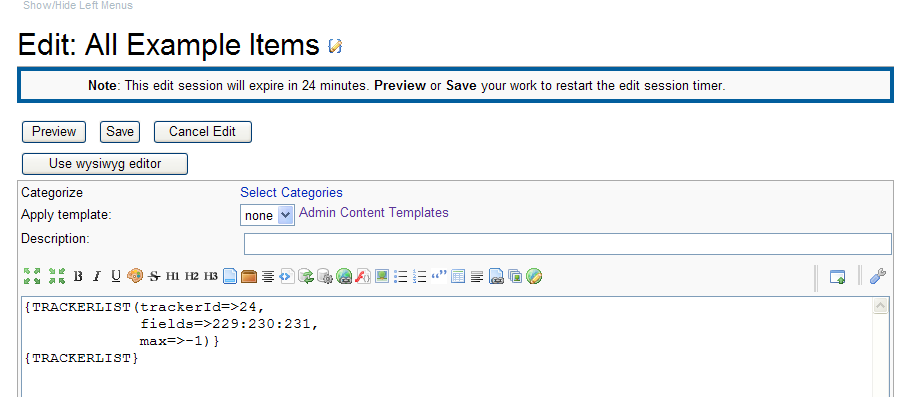 Show/Hide Left Menus
Edit: All Example Items
Note: This edit session will expire in 24 minutes. Preview or Save your work to restart the edit session timer.
Preview Save Cancel Edit
Use wysiwyg editor
Categorize Select Categories
Apply template: none Admin Content Templates
Description:
B I U S H1 H2 H3
{TRACKERLIST(trackerId=>24,
fields=>229:230:231,
max=>-1)}
{TRACKERLIST}